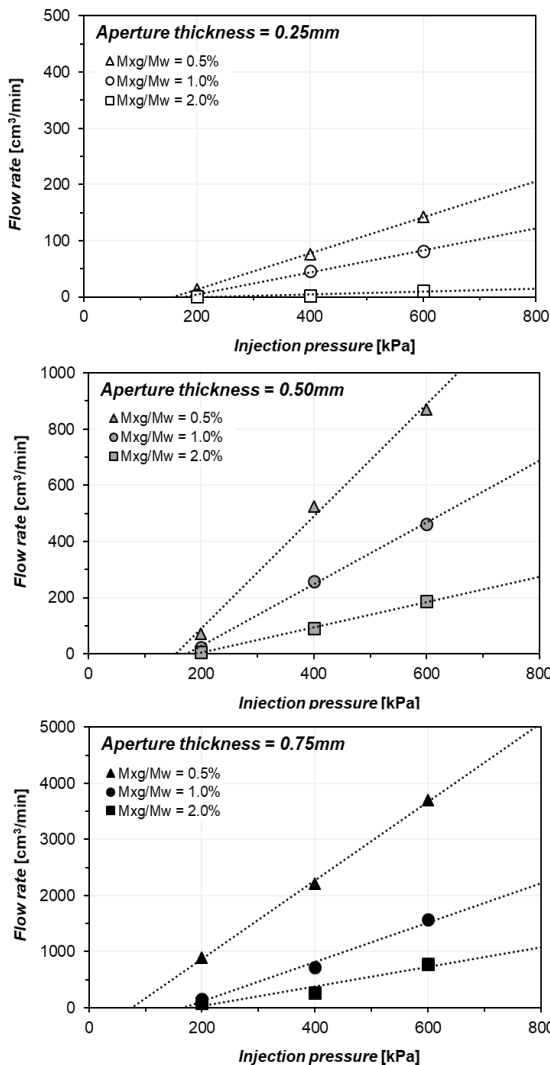 Aperture thickness = 0.25mm
Mxg/Mw = 0.5%
Mxg/Mw = 1.0%
Mxg/Mw = 2.0%
Flow rate [cm³/min]
500
400
300
200
100
0
0 200 400 600 800
Injection pressure [kPa]
Aperture thickness = 0.50mm
Mxg/Mw = 0.5%
Mxg/Mw = 1.0%
Mxg/Mw = 2.0%
Flow rate [cm³/min]
1000
800
600
400
200
0
0 200 400 600 800
Injection pressure [kPa]
Aperture thickness = 0.75mm
Mxg/Mw = 0.5%
Mxg/Mw = 1.0%
Mxg/Mw = 2.0%
Flow rate [cm³/min]
5000
4000
3000
2000
1000
0
0 200 400 600 800
Injection pressure [kPa]